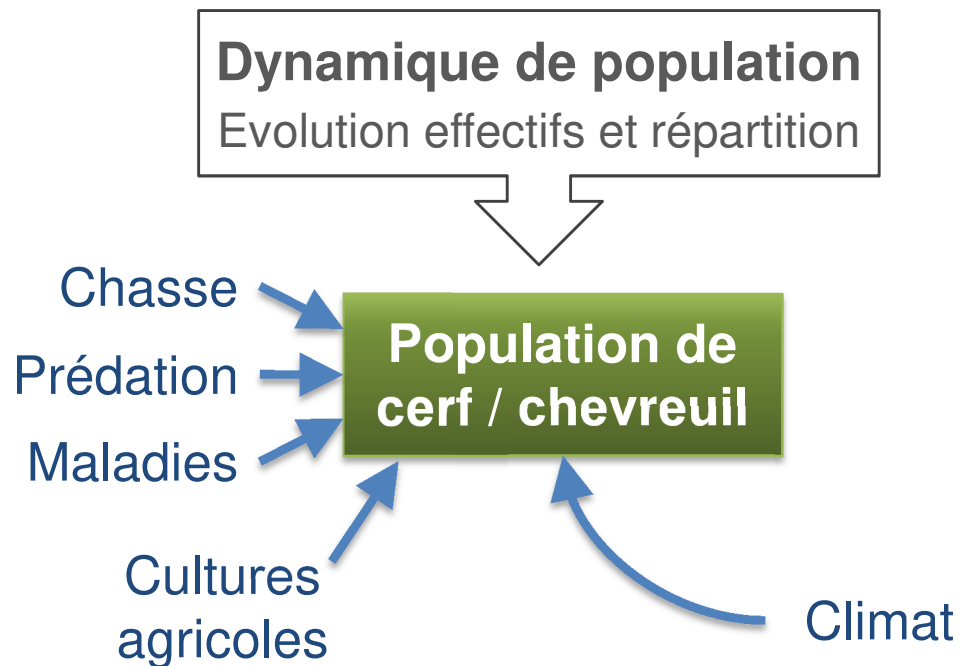 Dynamique de population
Evolution effectifs et répartition
Chasse
Prédation
Maladies
Population de
cerf / chevreuil
Cultures
agricoles
Climat